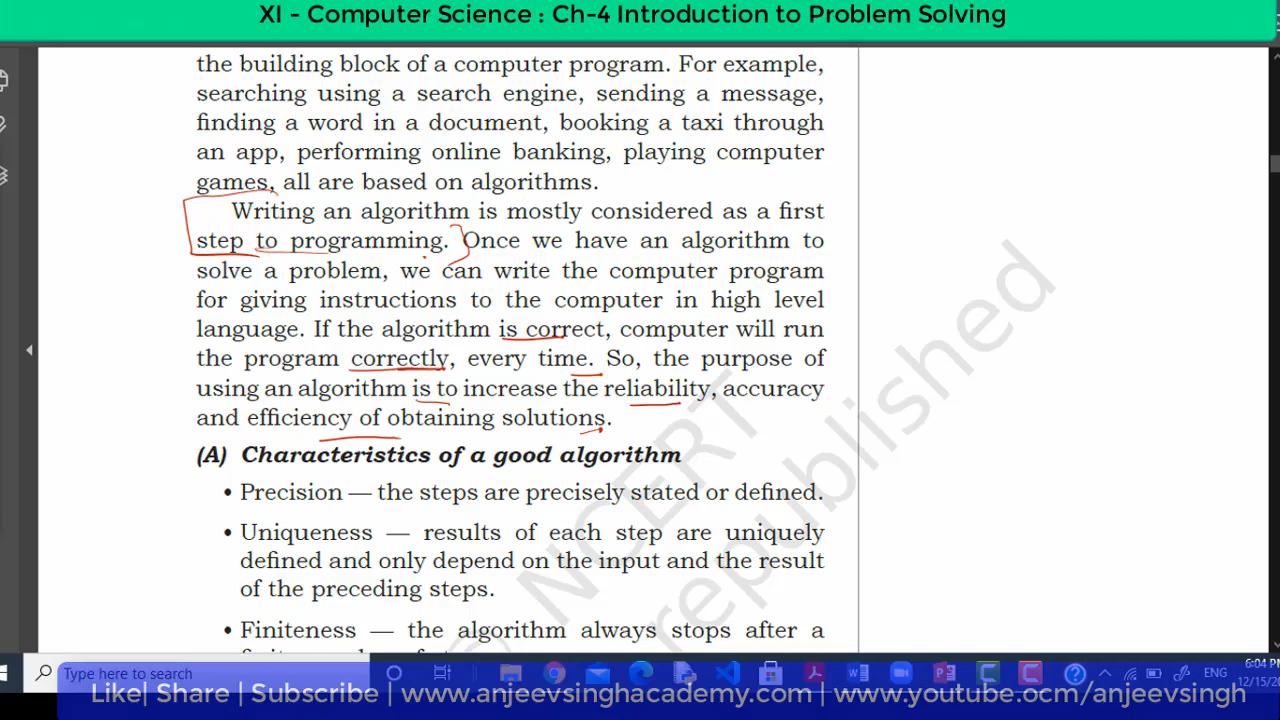 XI - Computer Science : Ch-4 Introduction to Problem Solving
the building block of a computer program. For example,
searching using a search engine, sending a message,
finding a word in a document, booking a taxi through
an app, performing online banking, playing computer
games, all are based on algorithms.
Writing an algorithm is mostly considered as a first
step to programming. Once we have an algorithm to
solve a problem, we can write the computer program
for giving instructions to the computer in high level
language. If the algorithm is correct, computer will run
the program correctly, every time. So, the purpose of
using an algorithm is to increase the reliability, accuracy
and efficiency of obtaining solutions.
(A) Characteristics of a good algorithm
• Precision — the steps are precisely stated or defined.
• Uniqueness — results of each step are uniquely
defined and only depend on the input and the result
of the preceding steps.
• Finiteness — the algorithm always stops after a
© NCERT
republished
Type here to search
ENG
6:04 PM
12/15/20
Like| Share | Subscribe | www.anjeevsinghacademy.com | www.youtube.ocm/anjeevsingh